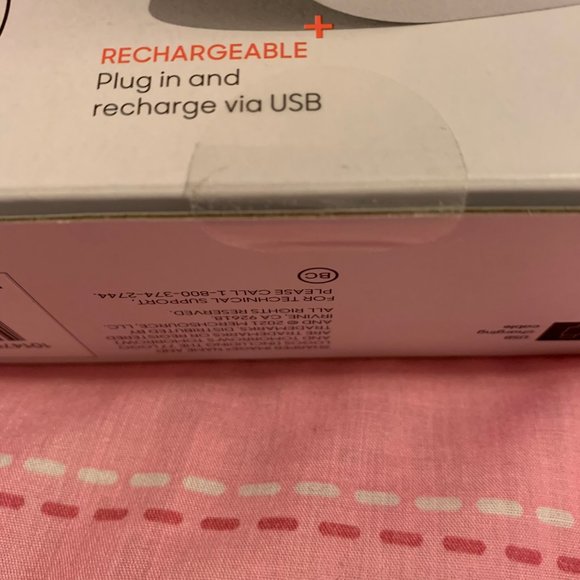 RECHARGEABLE
Plug in and
recharge via USB
SHARPER IMAGE® NAME AND
TRADEMARKS OR REGISTERED
TRADEMARKS. DISTRIBUTED BY
AND © 2021 MERCHSOURCE, LLC.
IRVINE, CA 92618
ALL RIGHTS RESERVED.
FOR TECHNICAL SUPPORT,
PLEASE CALL 1-800-374-2744.
BC
USB
charging
cable